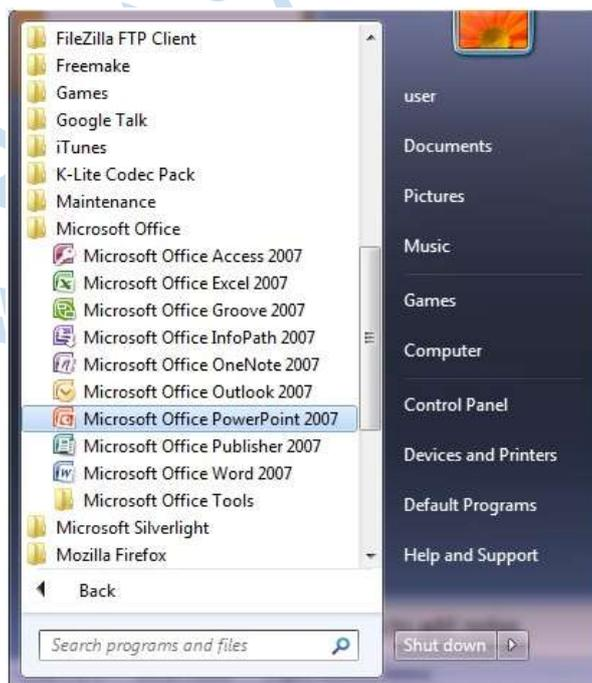 FileZilla FTP Client
Freemake
Games
Google Talk
iTunes
K-Lite Codec Pack
Maintenance
Microsoft Office
Microsoft Office Access 2007
Microsoft Office Excel 2007
Microsoft Office Groove 2007
Microsoft Office InfoPath 2007
Microsoft Office OneNote 2007
Microsoft Office Outlook 2007
Microsoft Office PowerPoint 2007
Microsoft Office Publisher 2007
Microsoft Office Word 2007
Microsoft Office Tools
Microsoft Silverlight
Mozilla Firefox
Back
Search programs and files
user
Documents
Pictures
Music
Games
Computer
Control Panel
Devices and Printers
Default Programs
Help and Support
Shut down